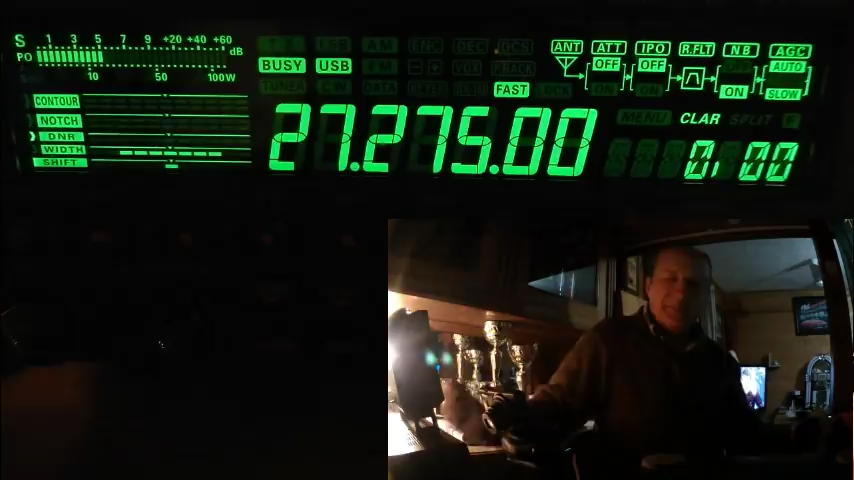 S 1 3 5 7 9 +20 +40 +60 dB
PO 10 50 100W
BUSY USB
FAST
ANT ATT IPO R.FLT NB AGC
OFF OFF AUTO
ON SLOW
CONTOUR
NOTCH
DNR
WIDTH
SHIFT
27.275.00
MENU CLAR SPLIT
0.00